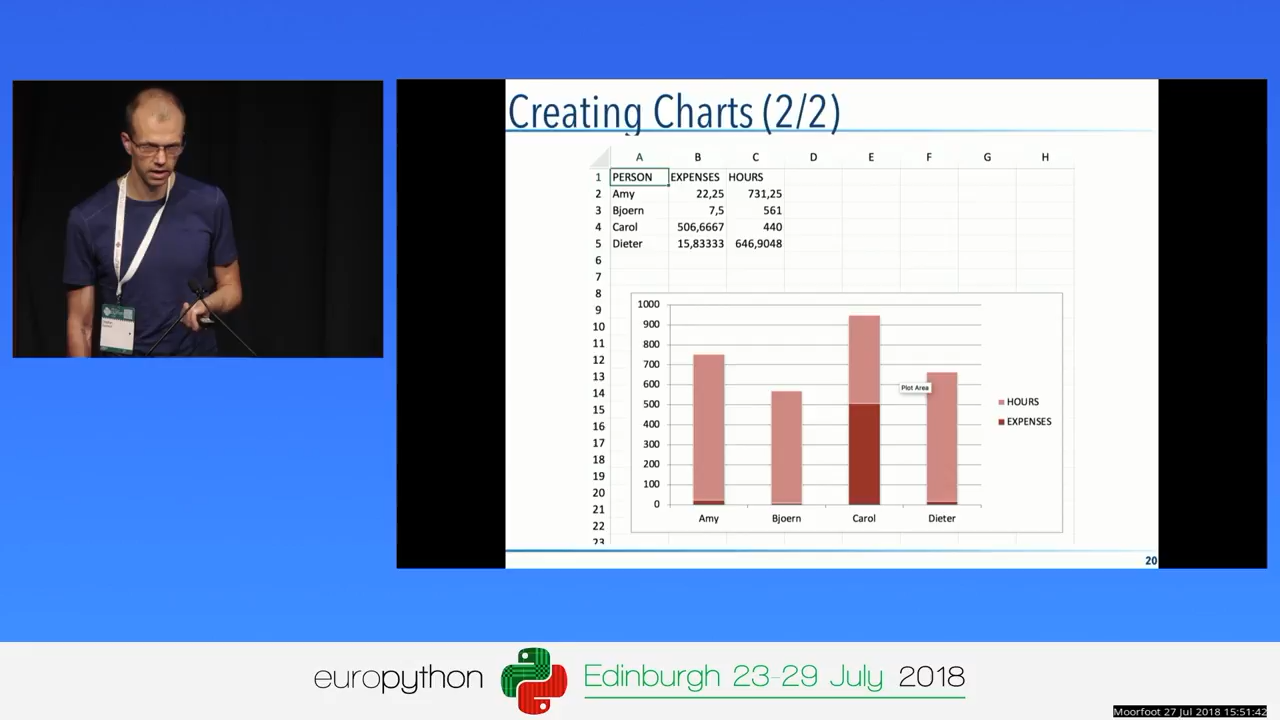 Creating Charts (2/2)
A B C D E F G H
1 PERSON EXPENSES HOURS
2 Amy 22,25 731,25
3 Bjoern 7,5 561
4 Carol 506,6667 440
5 Dieter 15,83333 646,9048
6
7
8
9
10
11
12
13
14
15
16
17
18
19
20
21
22
23
1000
900
800
700
600
500
400
300
200
100
0
Plot Area
HOURS
EXPENSES
Amy Bjoern Carol Dieter
20
europython Edinburgh 23-29 July 2018
Moorfoot 27 Jul 2018 15:51:42